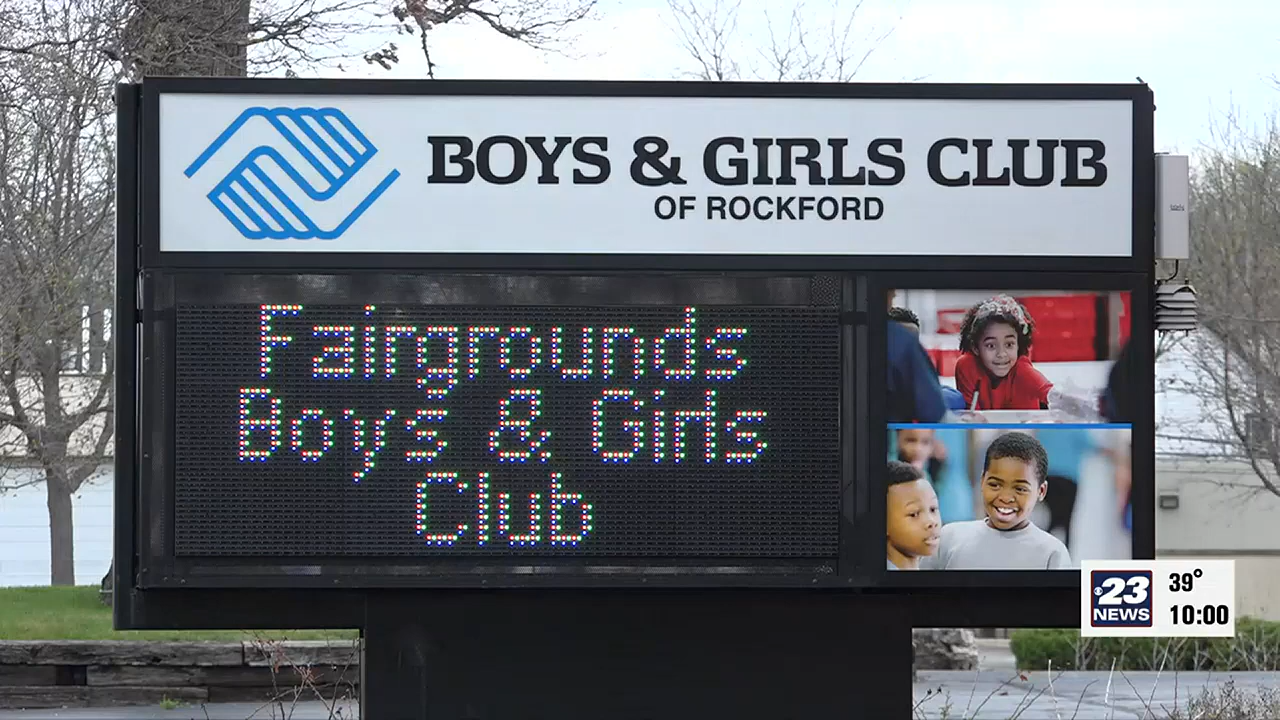 BOYS & GIRLS CLUB
OF ROCKFORD
Fairgrounds
Boys & Girls
Club
23
NEWS
39°
10:00